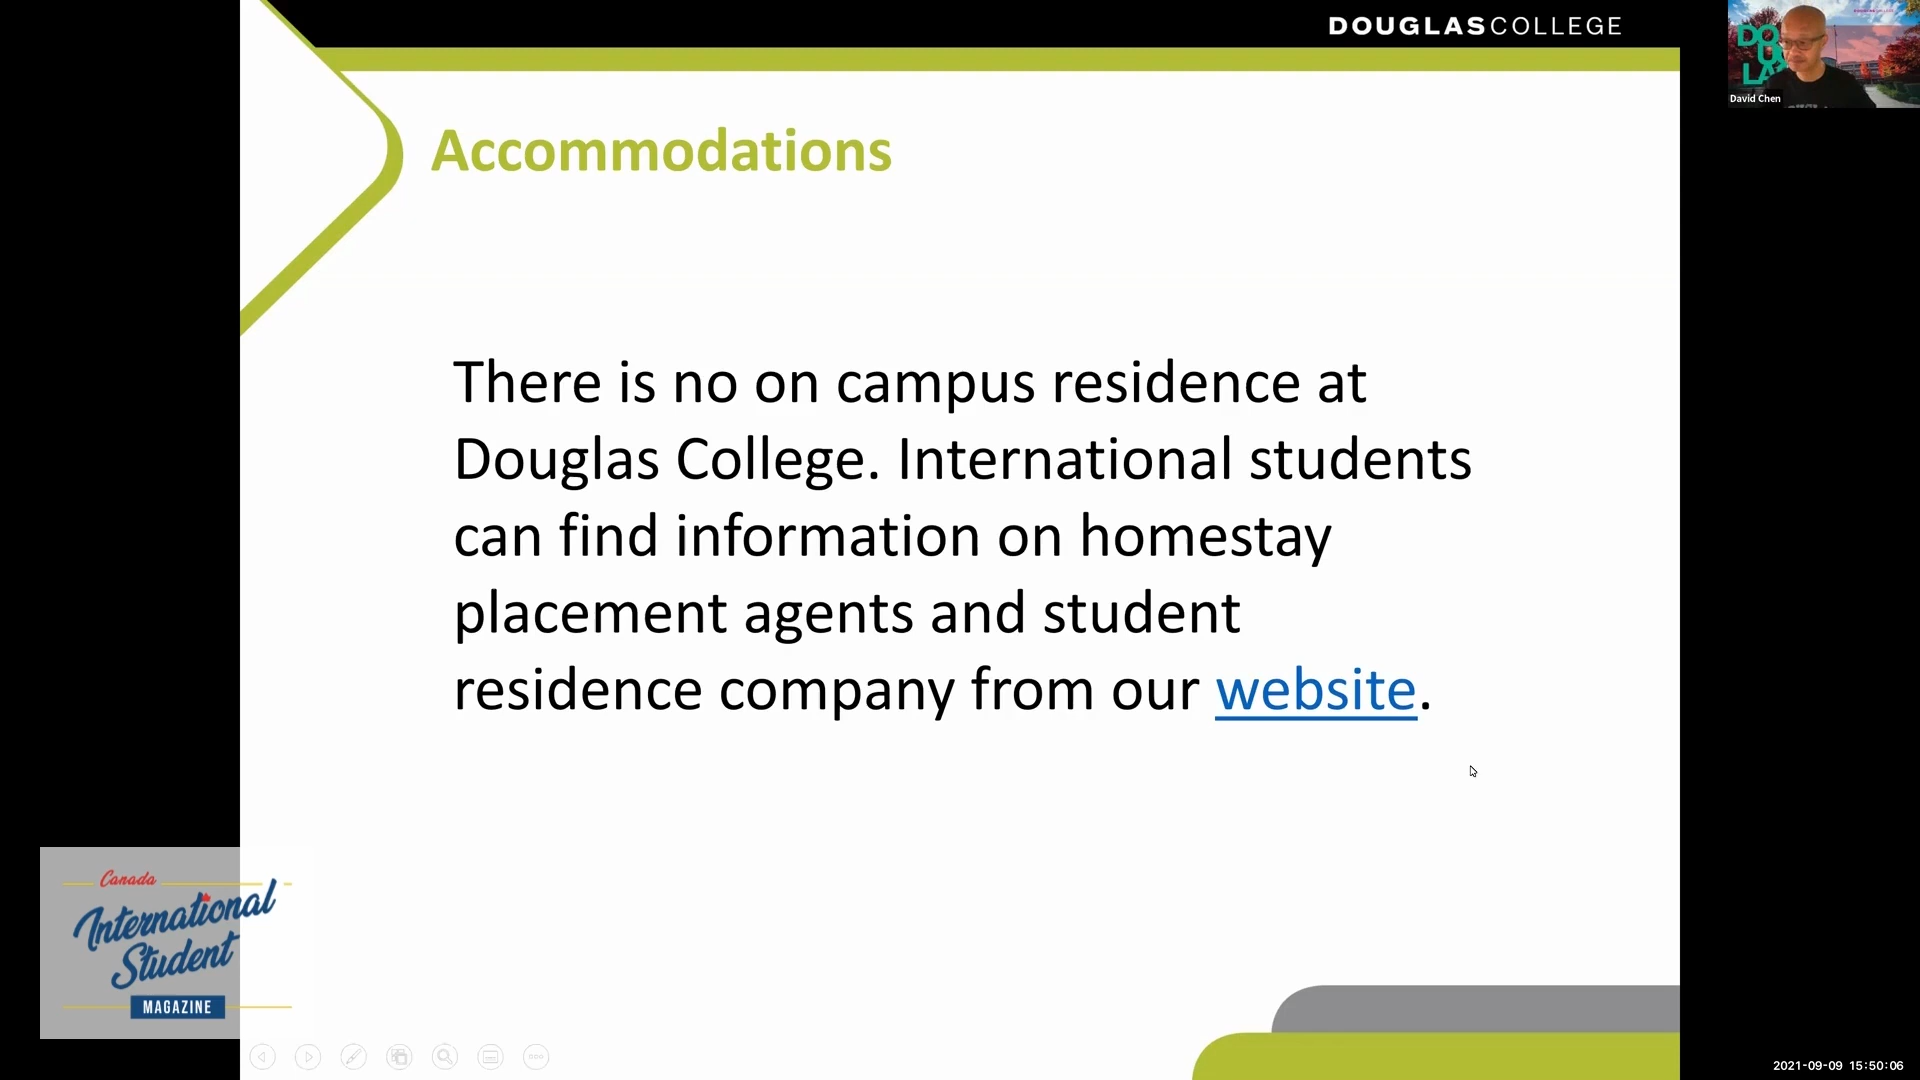 DOUGLASCOLLEGE
David Chen
Accommodations
There is no on campus residence at
Douglas College. International students
can find information on homestay
placement agents and student
residence company from our website.
Canada
International
Student
MAGAZINE
2021-09-09 15:50:06